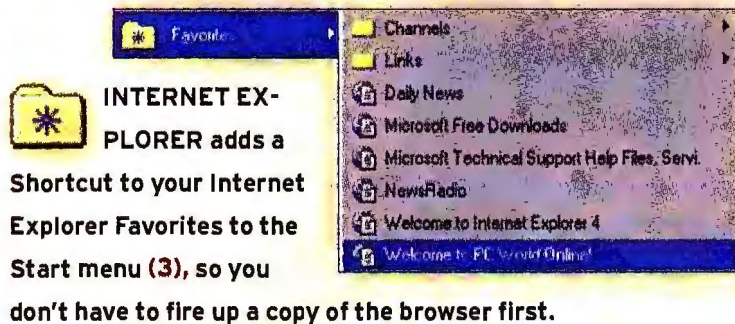 Favorites
Channels
Links
Daily News
Microsoft Free Downloads
Microsoft Technical Support Help Files, Servi.
NewsRadio
Welcome to Internet Explorer 4
Welcome to PC World Online!
INTERNET EX-
PLORER adds a
Shortcut to your Internet
Explorer Favorites to the
Start menu (3), so you
don't have to fire up a copy of the browser first.